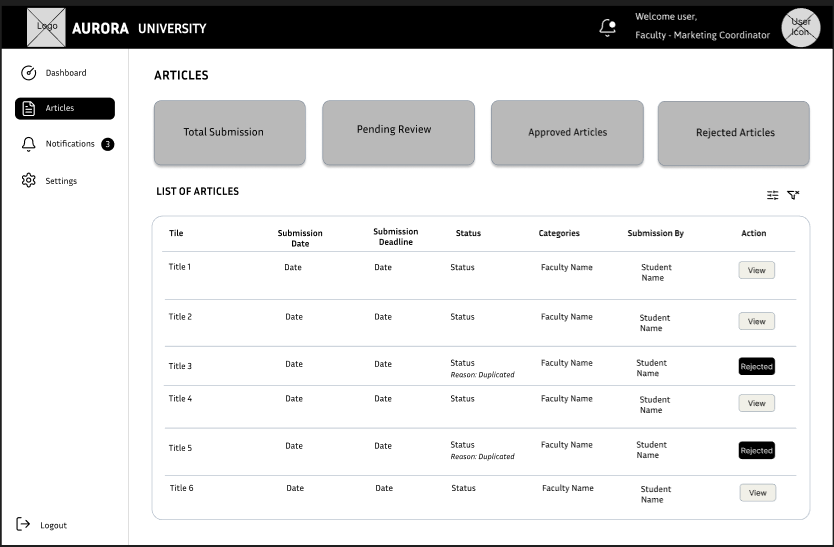 Logo AURORA UNIVERSITY
Welcome user,
Faculty - Marketing Coordinator
User
Icon
Dashboard
Articles
Notifications 3
Settings
Logout
ARTICLES
Total Submission
Pending Review
Approved Articles
Rejected Articles
LIST OF ARTICLES
Tile
Submission
Date
Submission
Deadline
Status
Categories
Submission By
Action
Title 1 Date Date Status Faculty Name Student
Name
View
Title 2 Date Date Status Faculty Name Student
Name
View
Title 3 Date Date Status Faculty Name Student
Reason: Duplicated Name
Rejected
Title 4 Date Date Status Faculty Name Student
Name
View
Title 5 Date Date Status Faculty Name Student
Reason: Duplicated Name
Rejected
Title 6 Date Date Status Faculty Name Student
Name
View